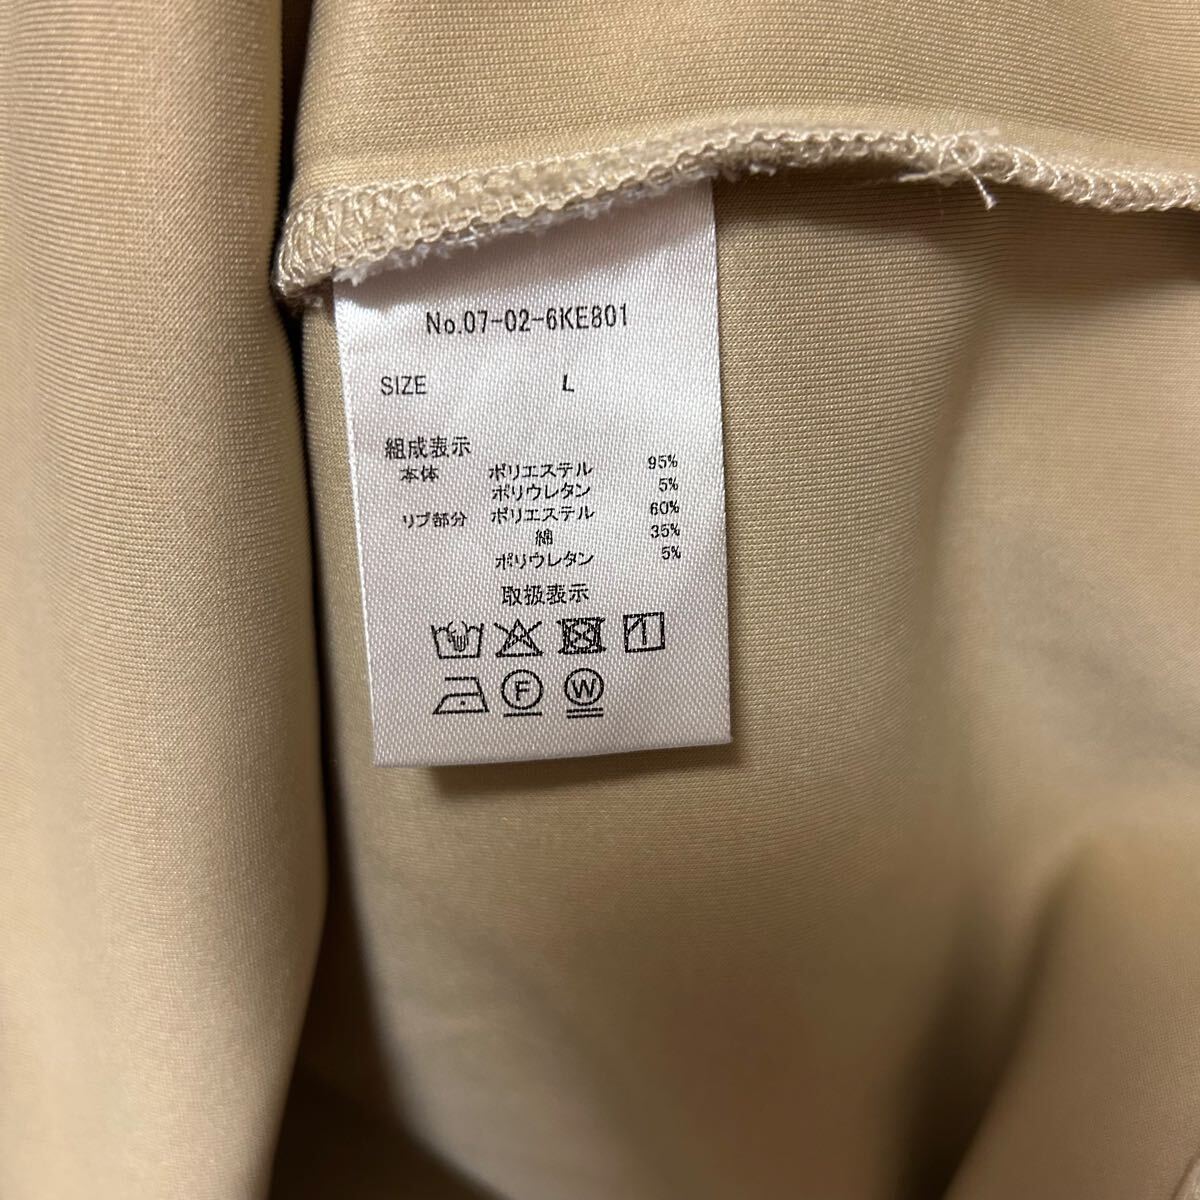 No.07-02-6KE801
SIZE L
組成表示
本体 ポリエステル 95%
ポリウレタン 5%
リブ部分 ポリエステル 60%
綿 35%
ポリウレタン 5%
取扱表示
F W